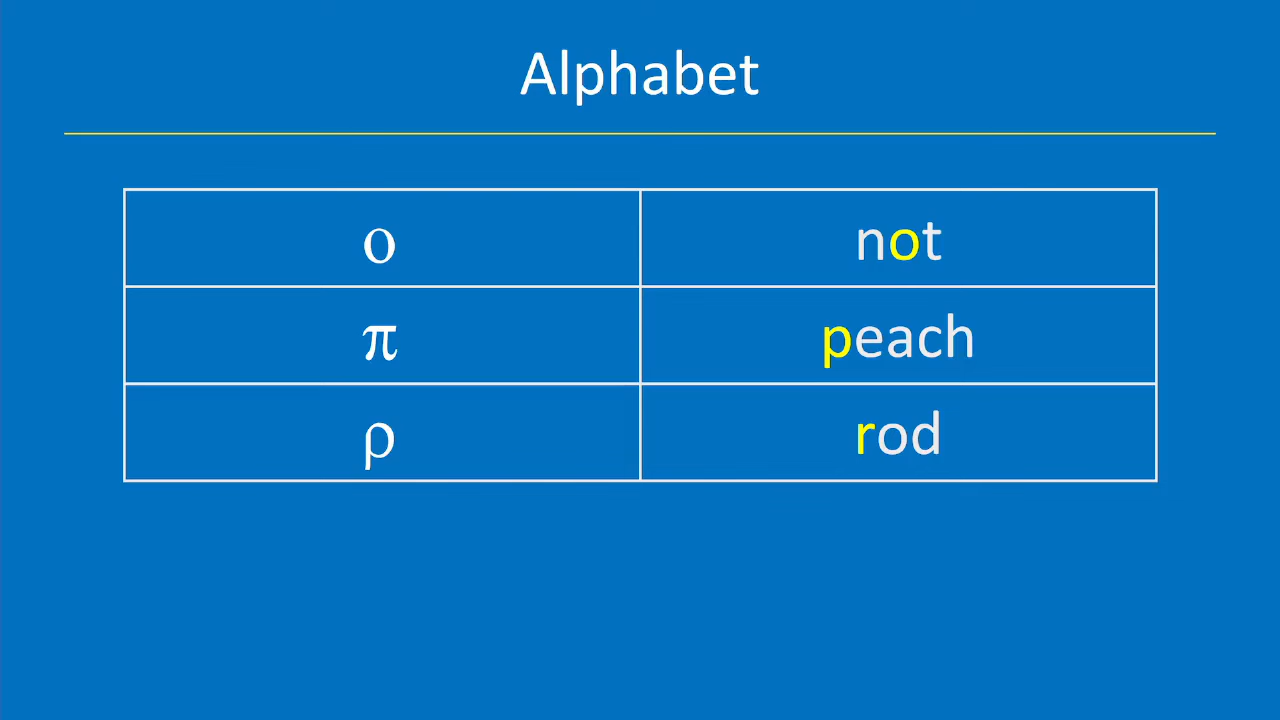 Alphabet
ο not
π peach
ρ rod